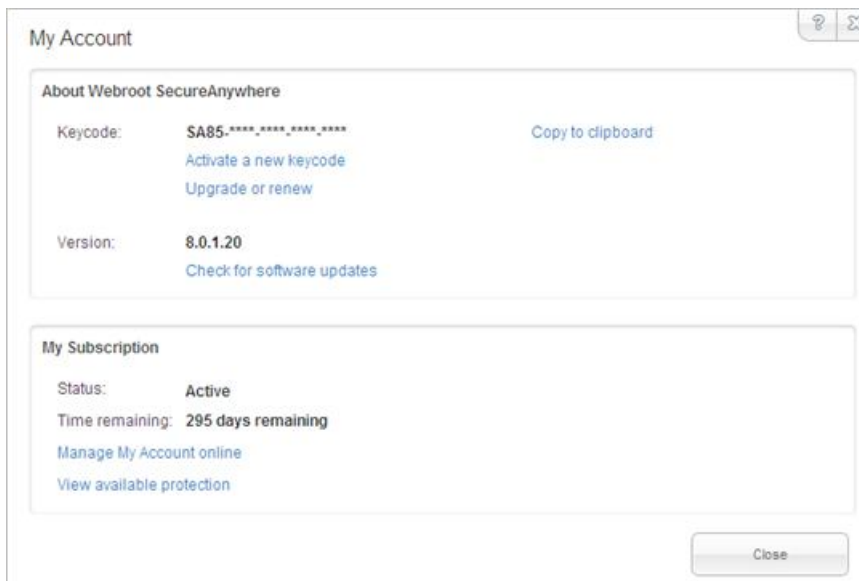 My Account
?
About Webroot SecureAnywhere
Keycode: SA85-****-****-****-**** Copy to clipboard
Activate a new keycode
Upgrade or renew
Version: 8.0.1.20
Check for software updates
My Subscription
Status: Active
Time remaining: 295 days remaining
Manage My Account online
View available protection
Close